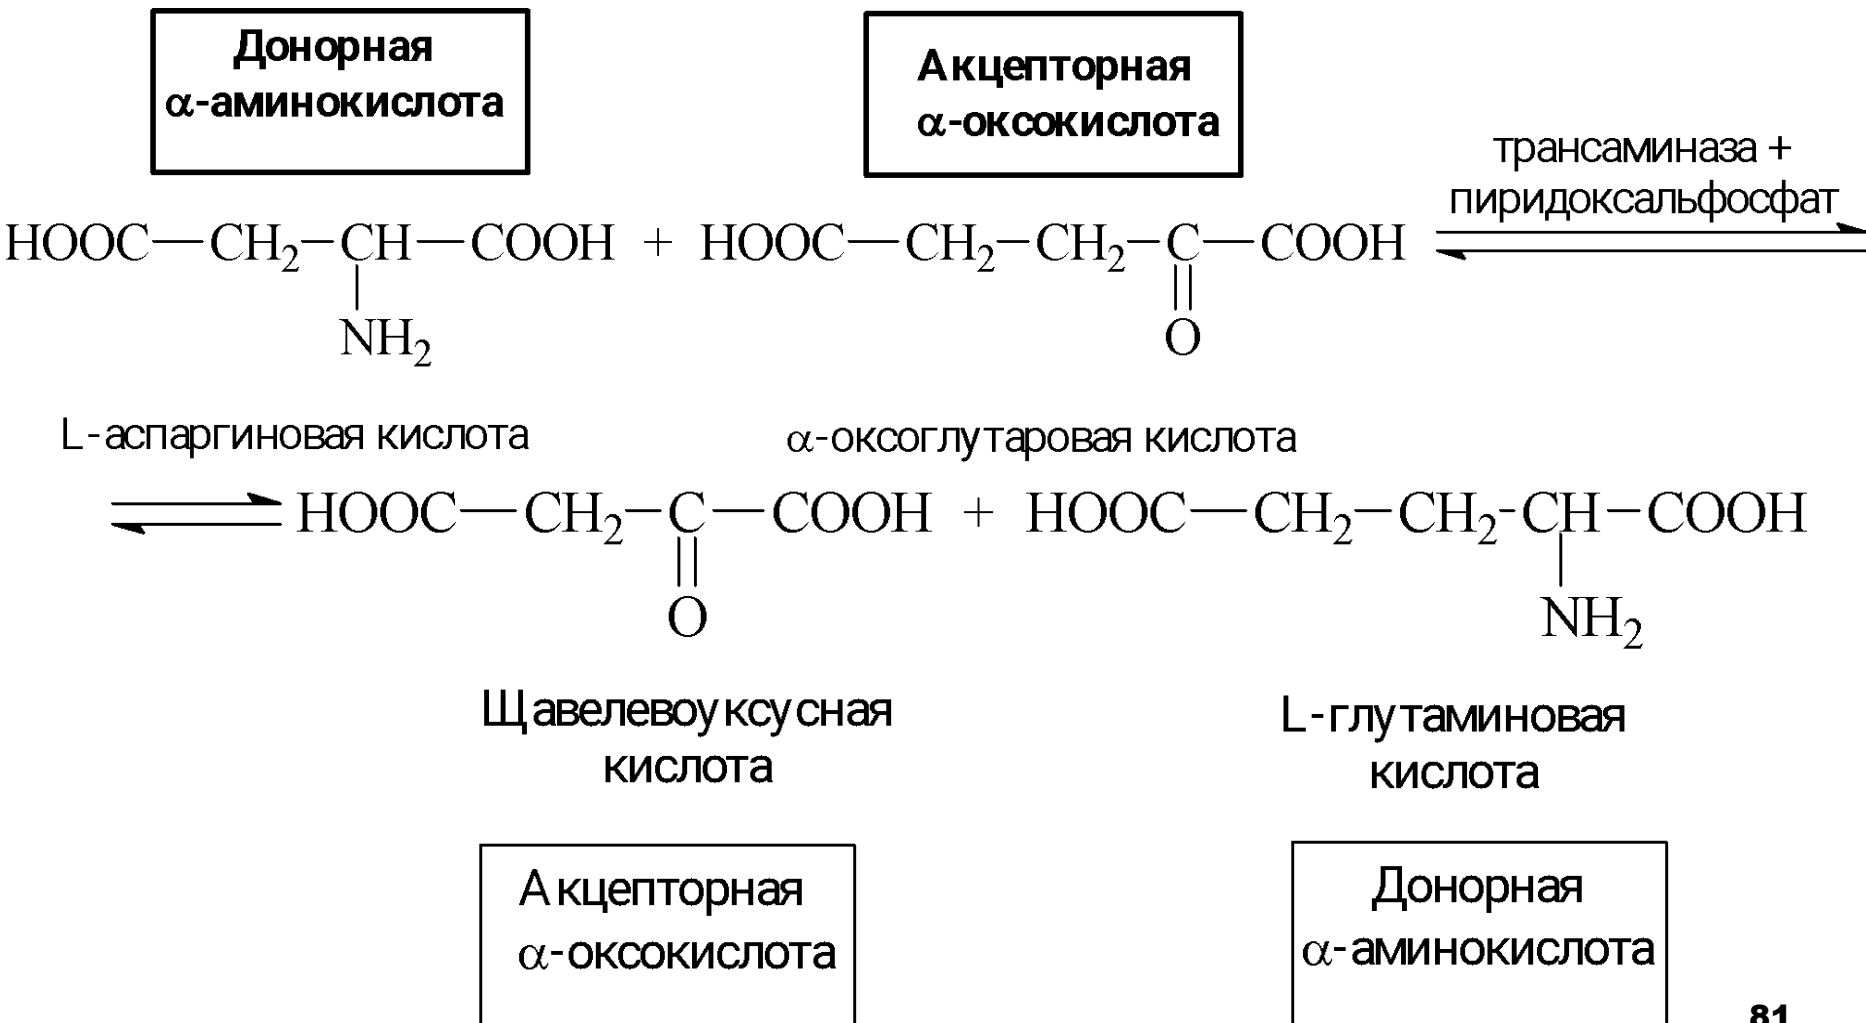 Донорная
α-аминокислота
Акцепторная
α-оксокислота
трансаминаза +
пиридоксальфосфат
HOOC—CH₂—CH—COOH + HOOC—CH₂—CH₂—C—COOH
NH₂ O
L-аспаргиновая кислота α-оксоглутаровая кислота
HOOC—CH₂—C—COOH + HOOC—CH₂—CH₂-CH—COOH
O NH₂
Щавелевоуксусная
кислота
L-глутаминовая
кислота
Акцепторная
α-оксокислота
Донорная
α-аминокислота
81